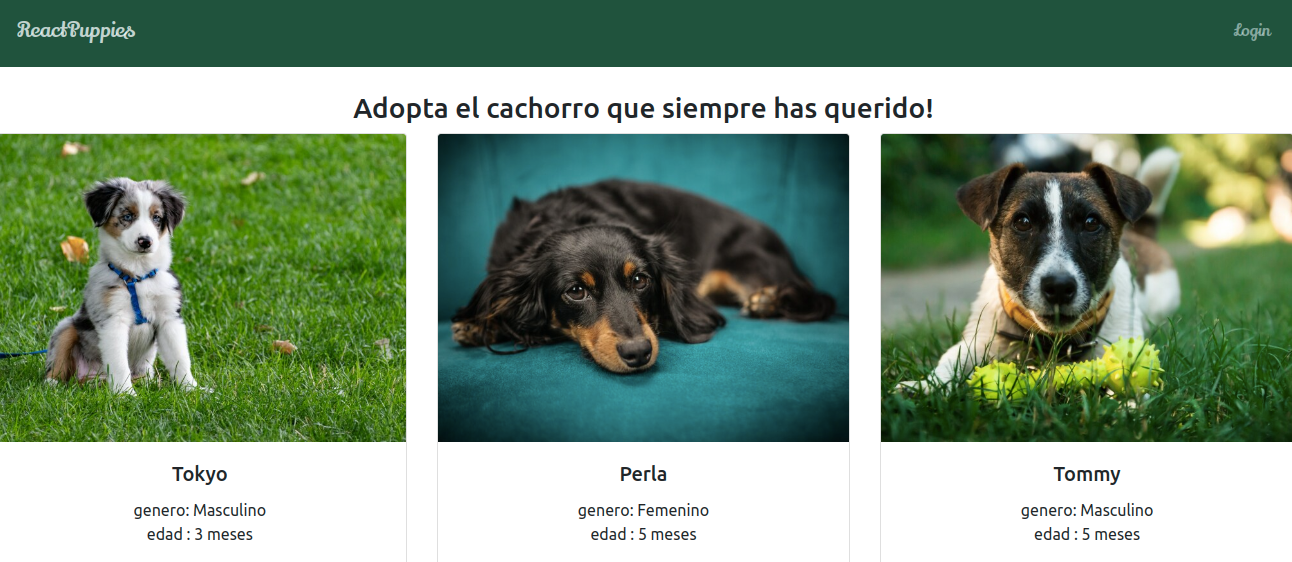 ReactPuppies
Login
Adopta el cachorro que siempre has querido!
Tokyo
genero: Masculino
edad : 3 meses
Perla
genero: Femenino
edad : 5 meses
Tommy
genero: Masculino
edad : 5 meses